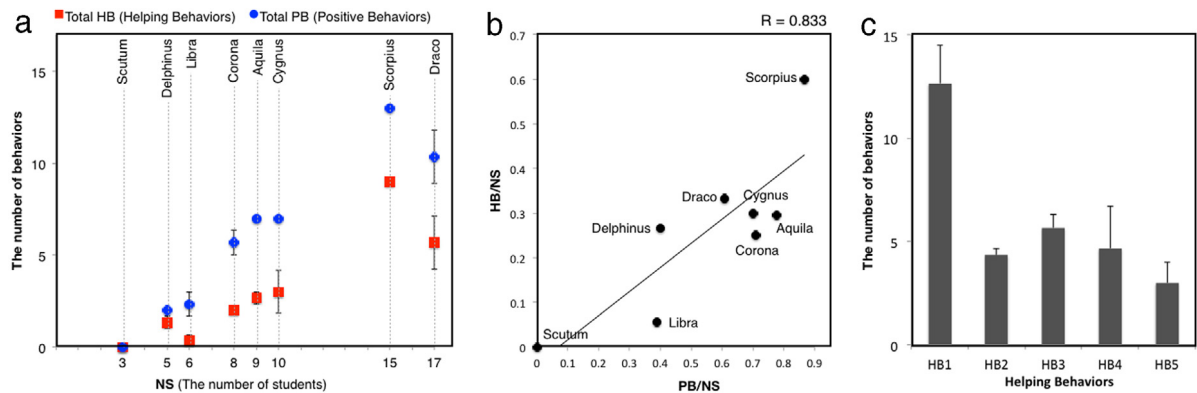 a
Total HB (Helping Behaviors) Total PB (Positive Behaviors)
Scutum
Delphinus
Libra
Corona
Aquila
Cygnus
Scorpius
Draco
The number of behaviors
15
10
5
0
3 5 6 8 9 10 15 17
NS (The number of students)
b
R = 0.833
HB/NS
0.7
0.6
0.5
0.4
0.3
0.2
0.1
0
Scorpius
Draco
Cygnus
Delphinus
Aquila
Corona
Libra
Scutum
0 0.1 0.2 0.3 0.4 0.5 0.6 0.7 0.8 0.9
PB/NS
c
The number of behaviors
15
10
5
0
HB1 HB2 HB3 HB4 HB5
Helping Behaviors